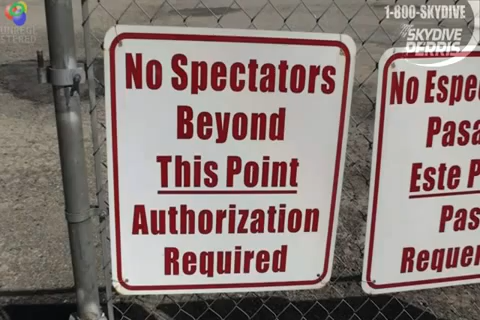 1-800-SKYDIVE
SKYDIVE
PERRIS
No Spectators
Beyond
This Point
Authorization
Required
No Espe
Pasa
Este P
Pas
Requer